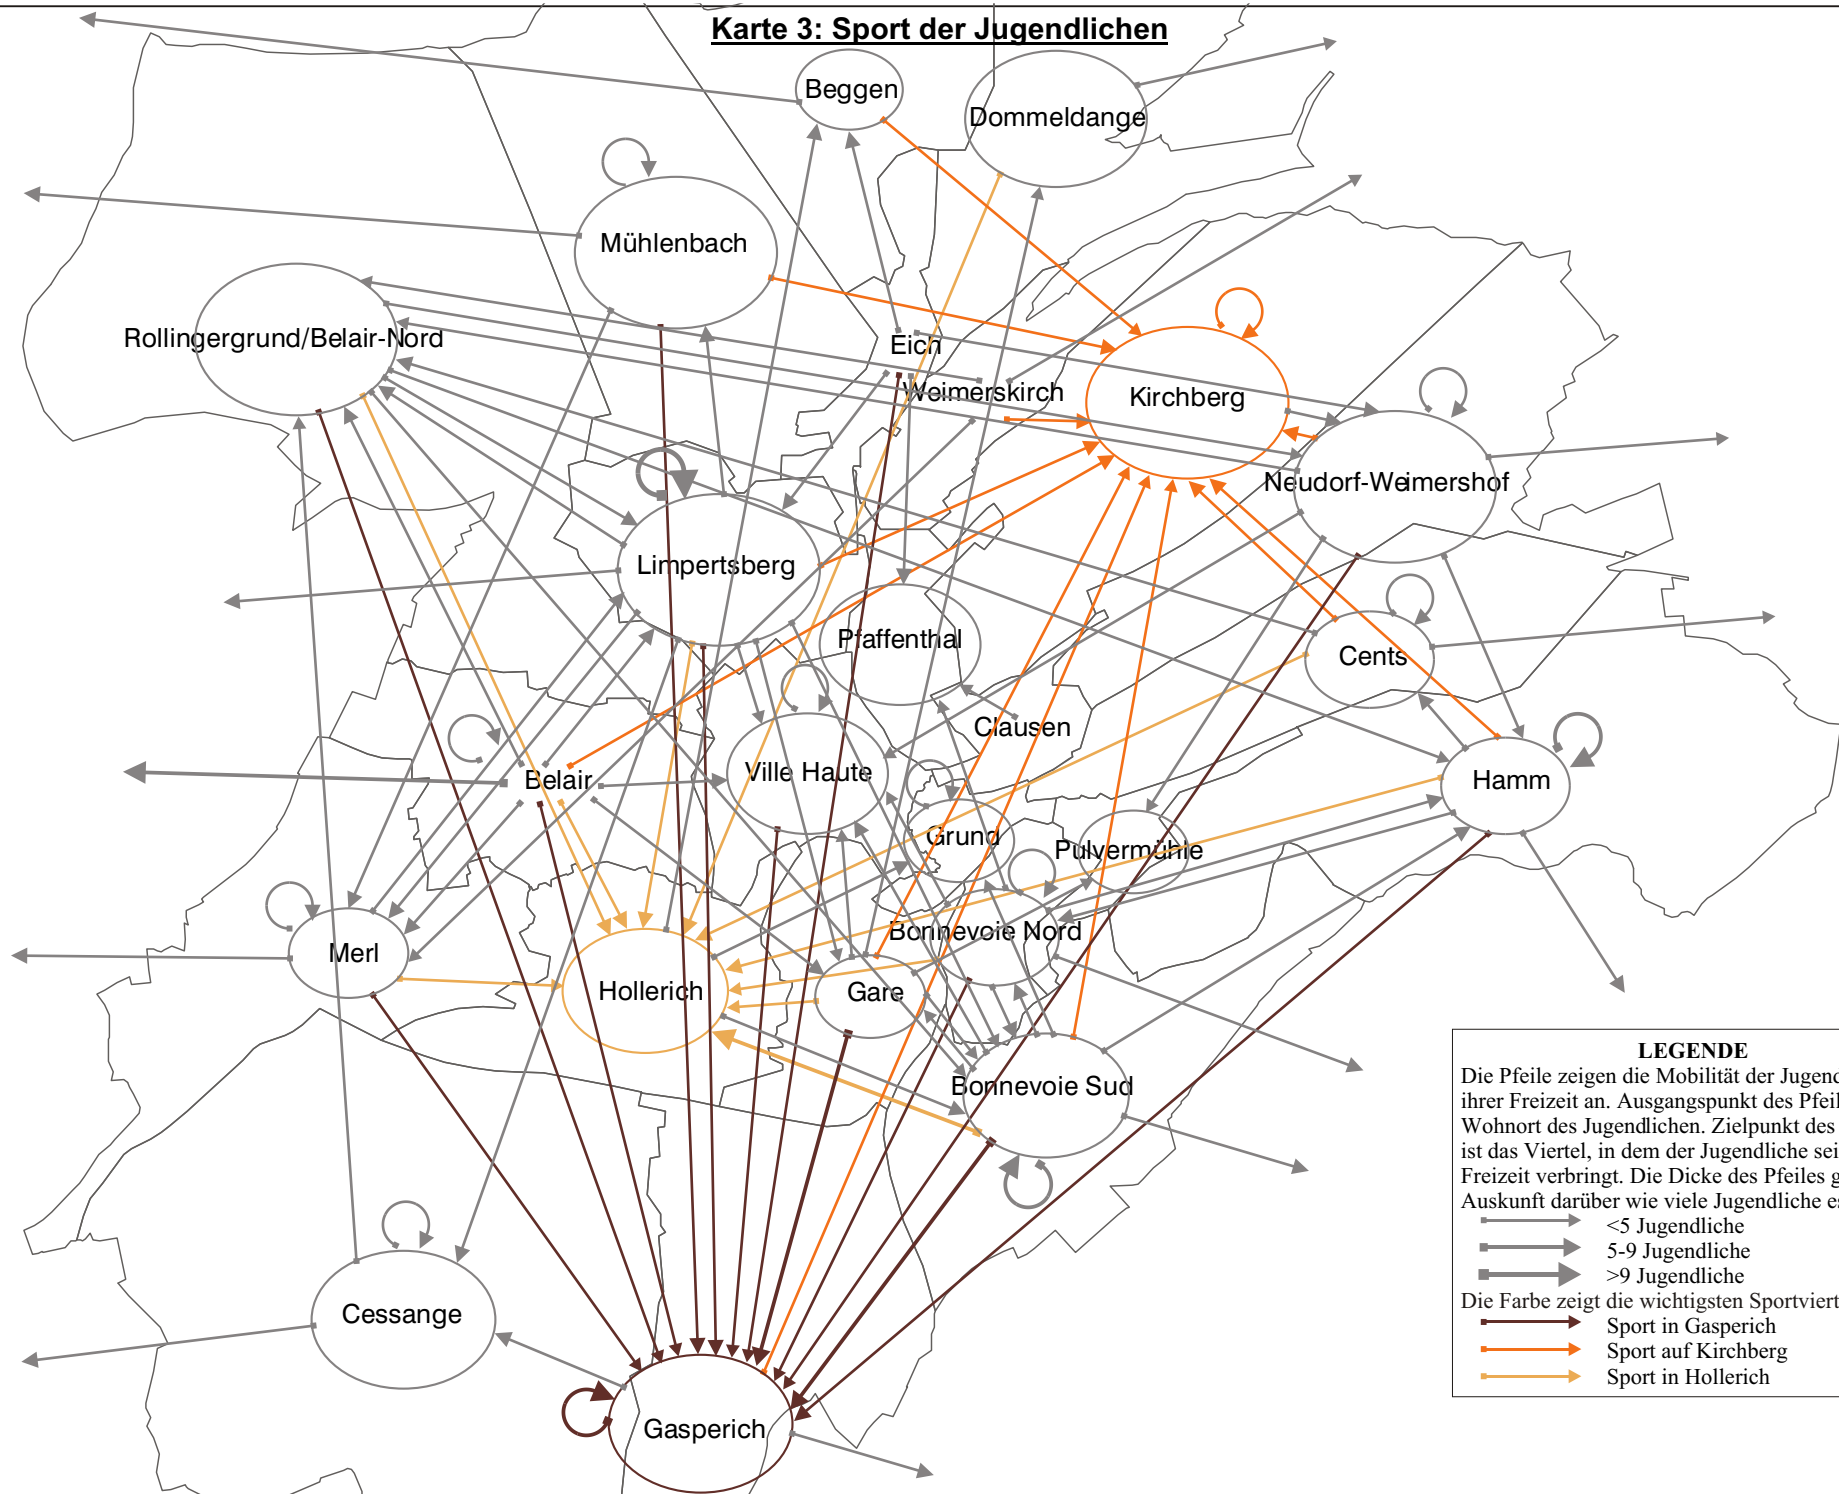 Karte 3: Sport der Jugendlichen
Beggen
Dommeldange
Mühlenbach
Rollingergrund/Belair-Nord
Eich
Weimerskirch
Kirchberg
Neudorf-Weimershof
Limpertsberg
Pfaffenthal
Cents
Clausen
Belair
Ville Haute
Hamm
Grund
Pulvermühle
Bonnevoie Nord
Merl
Hollerich
Gare
Bonnevoie Sud
Cessange
Gasperich
LEGENDE
Die Pfeile zeigen die Mobilität der Jugend
ihrer Freizeit an. Ausgangspunkt des Pfeil
Wohnort des Jugendlichen. Zielpunkt des
ist das Viertel, in dem der Jugendliche sei
Freizeit verbringt. Die Dicke des Pfeiles g
Auskunft darüber wie viele Jugendliche es
<5 Jugendliche
5-9 Jugendliche
>9 Jugendliche
Die Farbe zeigt die wichtigsten Sportviert
Sport in Gasperich
Sport auf Kirchberg
Sport in Hollerich